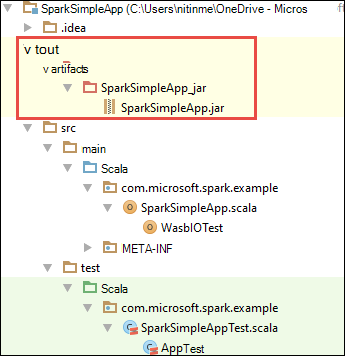 SparkSimpleApp (C:\Users\nitinme\OneDrive - Micros
.idea
v tout
v artifacts
SparkSimpleApp_jar
SparkSimpleApp.jar
src
main
Scala
com.microsoft.spark.example
SparkSimpleApp.scala
WasbIOTest
META-INF
test
Scala
com.microsoft.spark.example
SparkSimpleAppTest.scala
AppTest